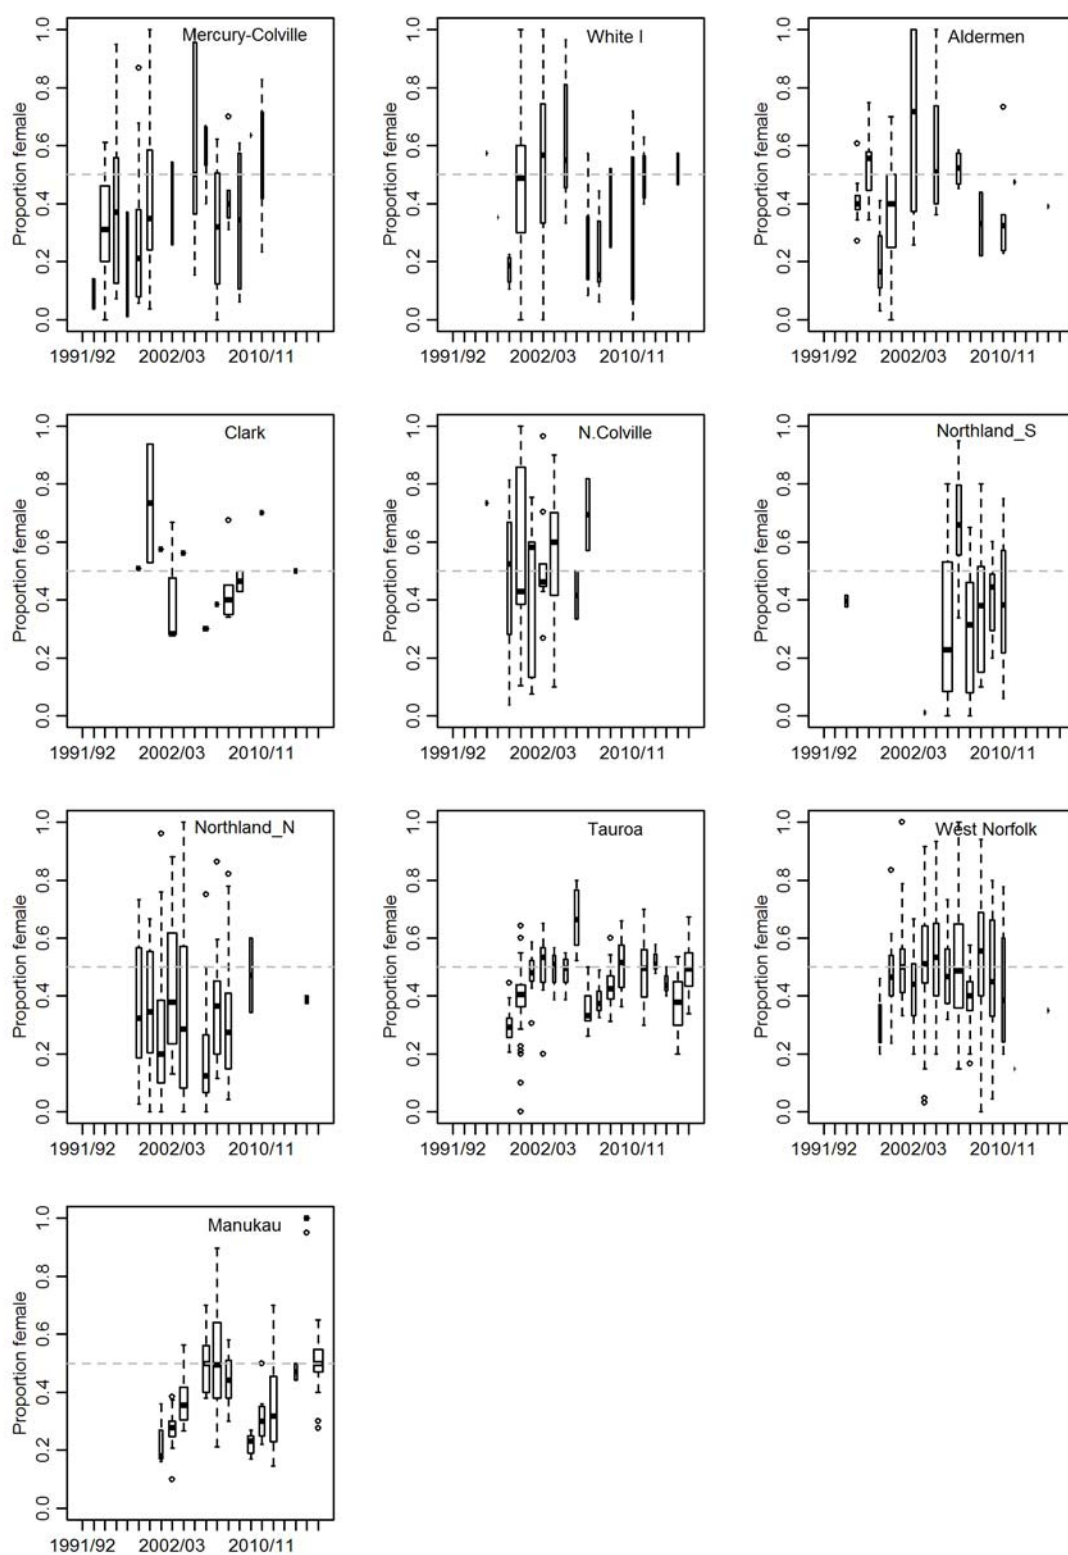 Mercury-Colville
Proportion female
0.0 0.2 0.4 0.6 0.8 1.0
1991/92 2002/03 2010/11
White I
Proportion female
0.0 0.2 0.4 0.6 0.8 1.0
1991/92 2002/03 2010/11
Aldermen
Proportion female
0.0 0.2 0.4 0.6 0.8 1.0
1991/92 2002/03 2010/11
Clark
Proportion female
0.0 0.2 0.4 0.6 0.8 1.0
1991/92 2002/03 2010/11
N.Colville
Proportion female
0.0 0.2 0.4 0.6 0.8 1.0
1991/92 2002/03 2010/11
Northland_S
Proportion female
0.0 0.2 0.4 0.6 0.8 1.0
1991/92 2002/03 2010/11
Northland_N
Proportion female
0.0 0.2 0.4 0.6 0.8 1.0
1991/92 2002/03 2010/11
Tauroa
Proportion female
0.0 0.2 0.4 0.6 0.8 1.0
1991/92 2002/03 2010/11
West Norfolk
Proportion female
0.0 0.2 0.4 0.6 0.8 1.0
1991/92 2002/03 2010/11
Manukau
Proportion female
0.0 0.2 0.4 0.6 0.8 1.0
1991/92 2002/03 2010/11